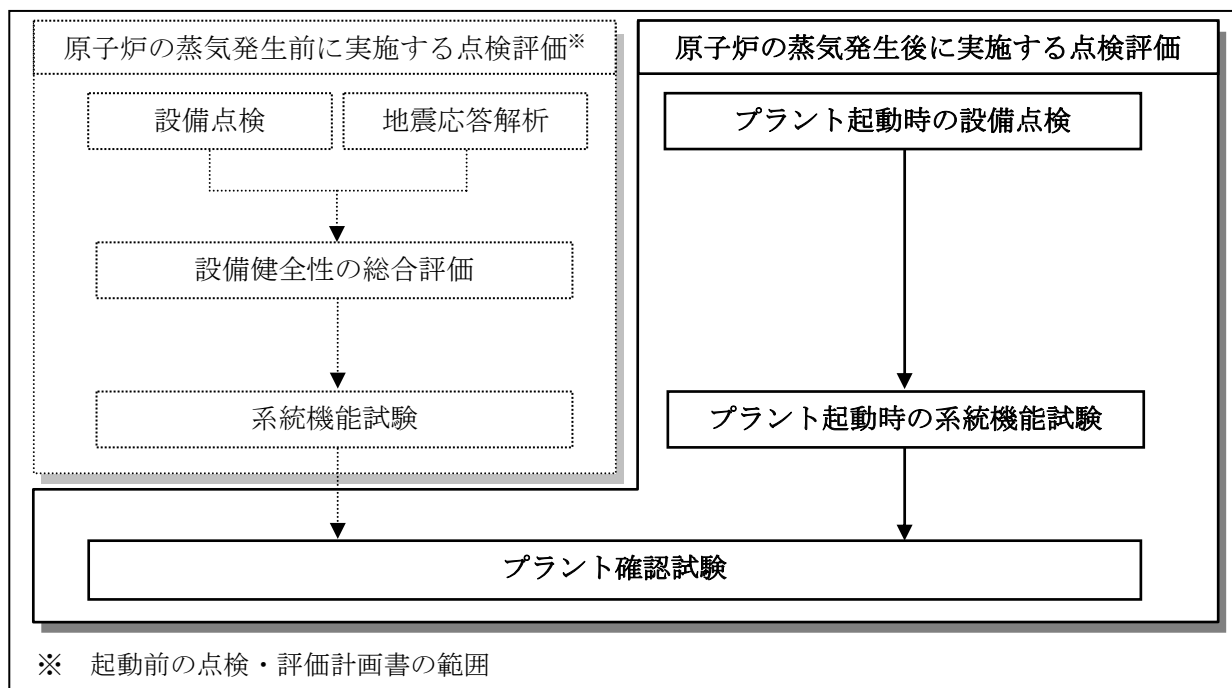 原子炉の蒸気発生前に実施する点検評価※
設備点検
地震応答解析
設備健全性の総合評価
系統機能試験
原子炉の蒸気発生後に実施する点検評価
プラント起動時の設備点検
プラント起動時の系統機能試験
プラント確認試験
※ 起動前の点検・評価計画書の範囲